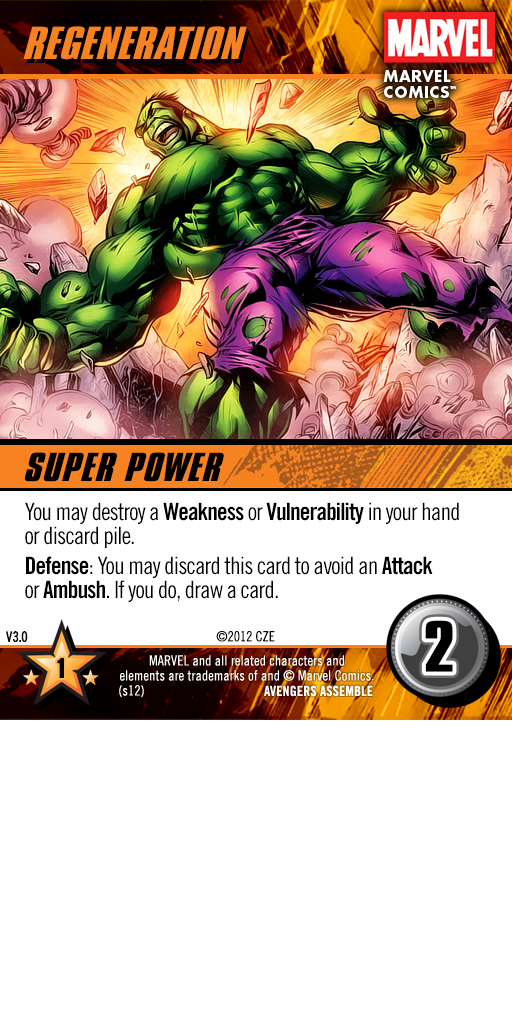 REGENERATION
MARVEL
MARVEL
COMICS™
SUPER POWER
You may destroy a Weakness or Vulnerability in your hand
or discard pile.
Defense: You may discard this card to avoid an Attack
or Ambush. If you do, draw a card.
V3.0
©2012 CZE
2
1
MARVEL and all related characters and
elements are trademarks of and © Marvel Comics.
(s12)
AVENGERS ASSEMBLE